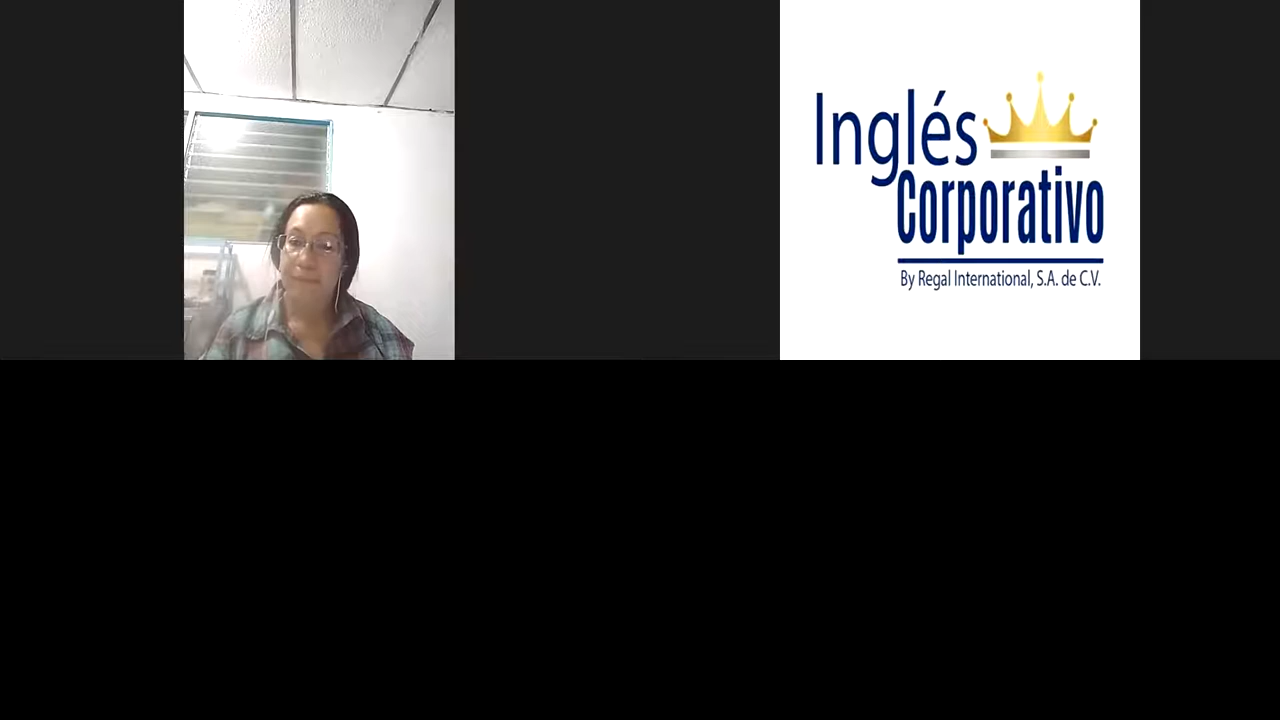 Inglés
Corporativo
By Regal International, S.A. de C.V.